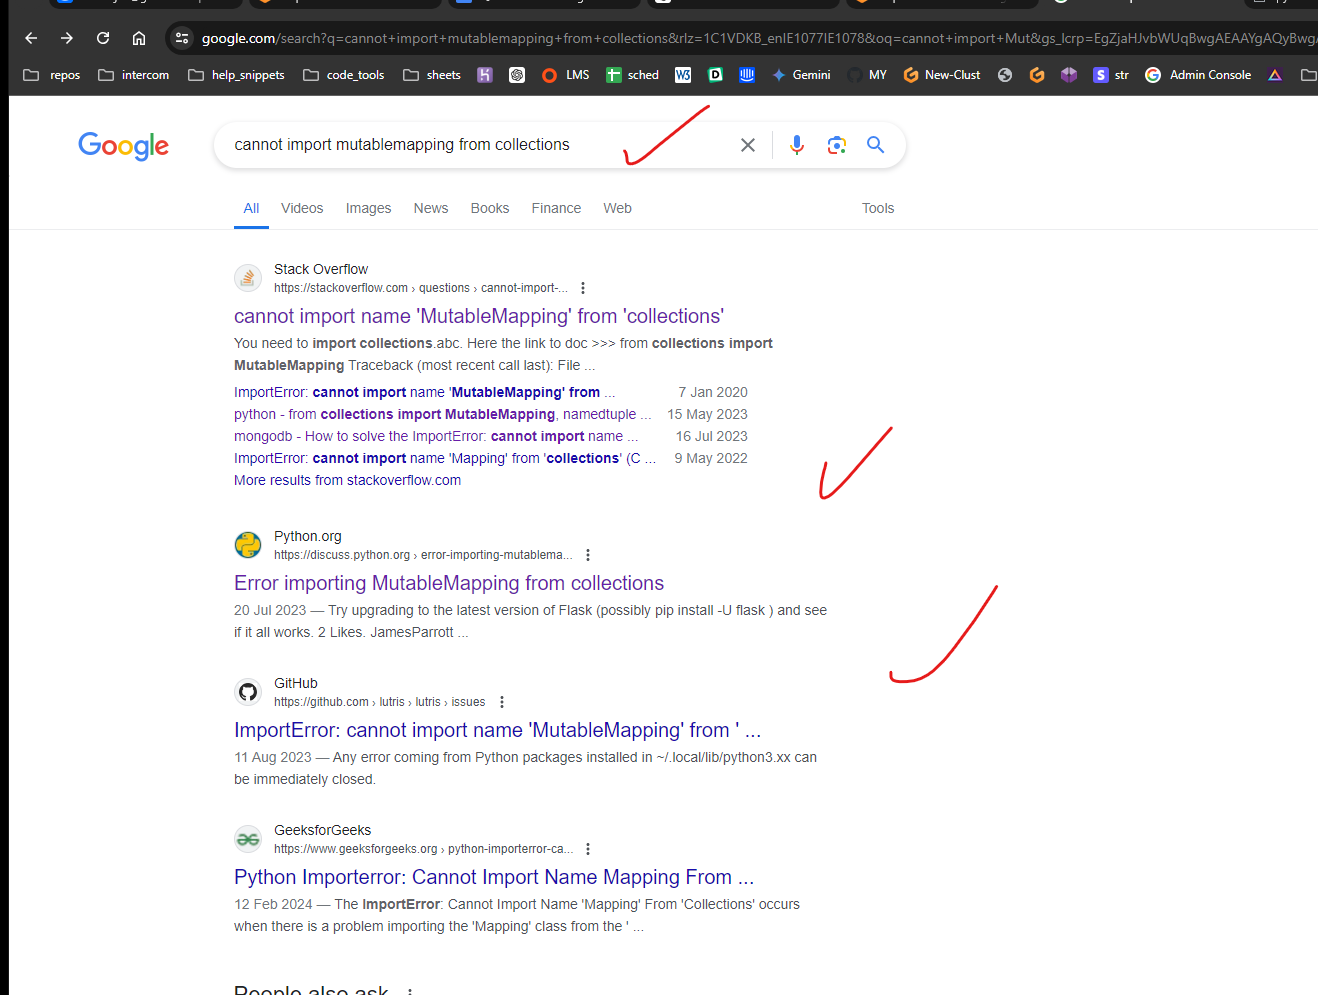 google.com/search?q=cannot+import+mutablemapping+from+collections&rlz=1C1VDKB_enIE1077IE1078&oq=cannot+import+Mut&gs_lcrp=EgZjaHJvbWUqBwgAEAAYgAQyBwg
repos intercom help_snippets code_tools sheets LMS sched W3 D Gemini MY New-Clust S str Admin Console
Google cannot import mutablemapping from collections
All Videos Images News Books Finance Web Tools
Stack Overflow
https://stackoverflow.com › questions › cannot-import-...
cannot import name 'MutableMapping' from 'collections'
You need to import collections.abc. Here the link to doc >>> from collections import
MutableMapping Traceback (most recent call last): File ...
ImportError: cannot import name 'MutableMapping' from ... 7 Jan 2020
python - from collections import MutableMapping, namedtuple ... 15 May 2023
mongodb - How to solve the ImportError: cannot import name ... 16 Jul 2023
ImportError: cannot import name 'Mapping' from 'collections' (C ... 9 May 2022
More results from stackoverflow.com
Python.org
https://discuss.python.org › error-importing-mutablema...
Error importing MutableMapping from collections
20 Jul 2023 — Try upgrading to the latest version of Flask (possibly pip install -U flask ) and see
if it all works. 2 Likes. JamesParrott ...
GitHub
https://github.com › lutris › lutris › issues
ImportError: cannot import name 'MutableMapping' from ' ...
11 Aug 2023 — Any error coming from Python packages installed in ~/.local/lib/python3.xx can
be immediately closed.
GeeksforGeeks
https://www.geeksforgeeks.org › python-importerror-ca...
Python Importerror: Cannot Import Name Mapping From ...
12 Feb 2024 — The ImportError: Cannot Import Name 'Mapping' From 'Collections' occurs
when there is a problem importing the 'Mapping' class from the ' ...
People also ask